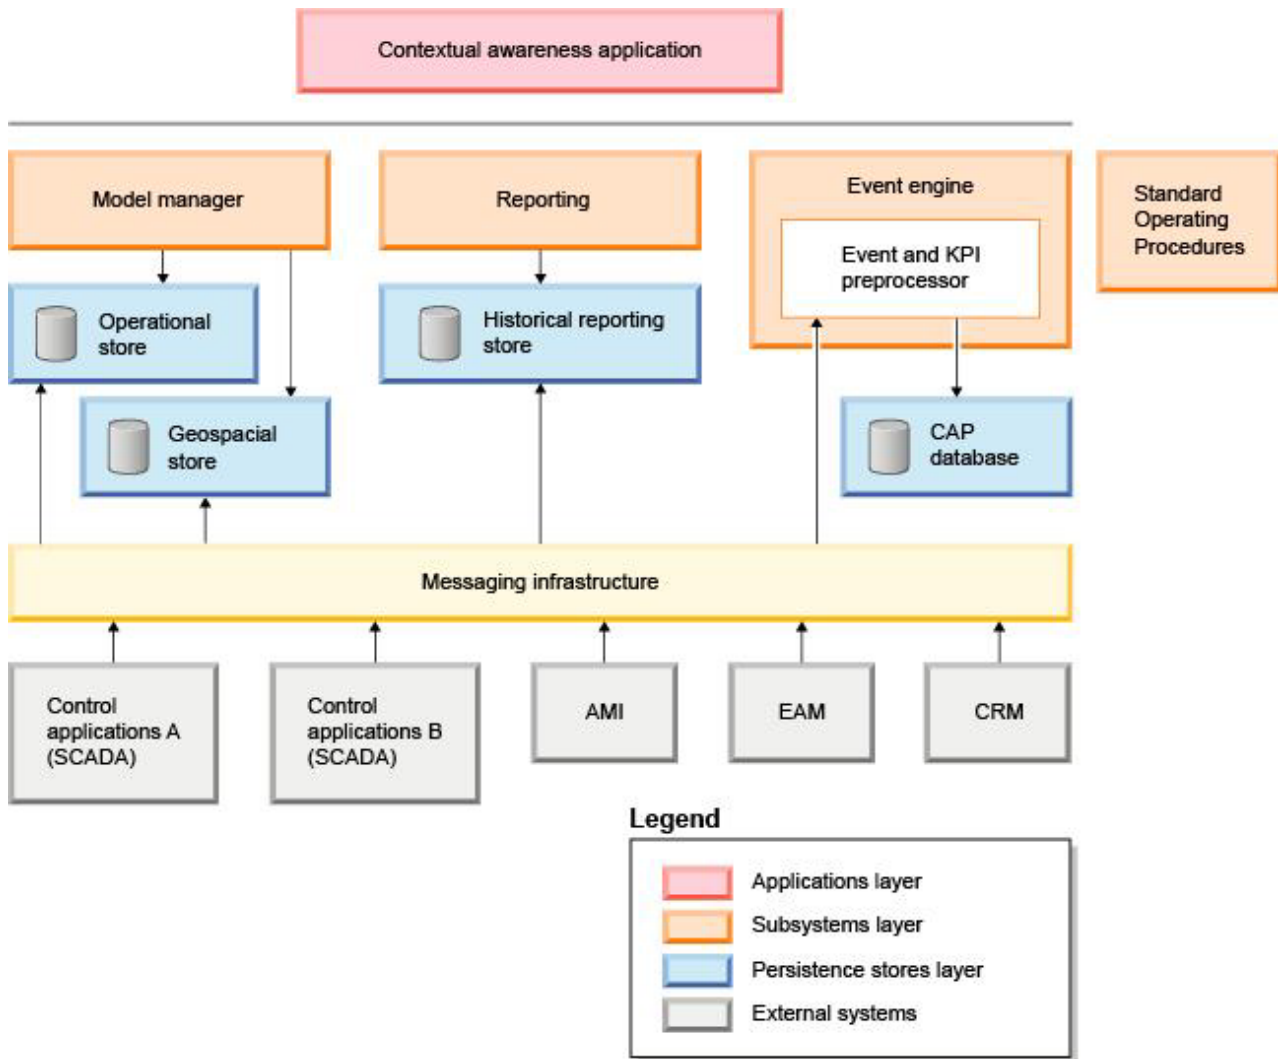 Contextual awareness application
Model manager
Reporting
Event engine
Event and KPI
preprocessor
Standard
Operating
Procedures
Operational
store
Historical reporting
store
Geospacial
store
CAP
database
Messaging infrastructure
Control
applications A
(SCADA)
Control
applications B
(SCADA)
AMI
EAM
CRM
Legend
Applications layer
Subsystems layer
Persistence stores layer
External systems